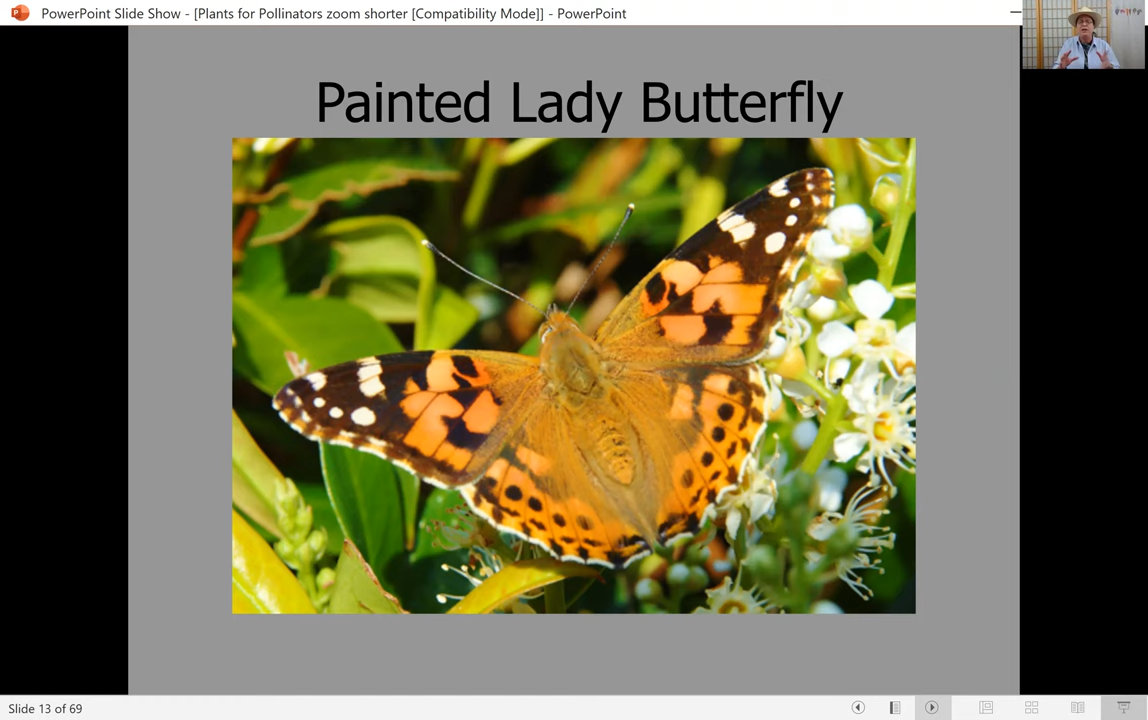 PowerPoint Slide Show - [Plants for Pollinators zoom shorter [Compatibility Mode]] - PowerPoint
Painted Lady Butterfly
Slide 13 of 69